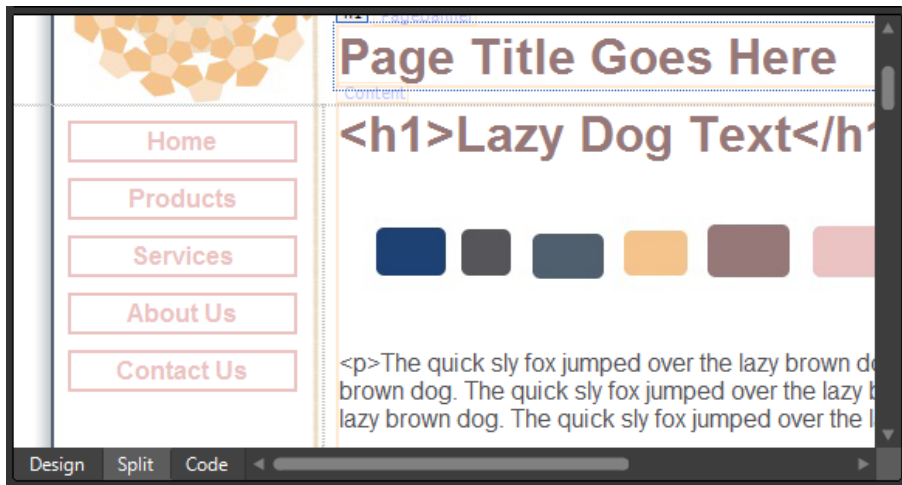 Pagebanner
Page Title Goes Here
Content
<h1>Lazy Dog Text</h1
Home
Products
Services
About Us
Contact Us
<p>The quick sly fox jumped over the lazy brown
brown dog. The quick sly fox jumped over the lazy
lazy brown dog. The quick sly fox jumped over the
Design Split Code